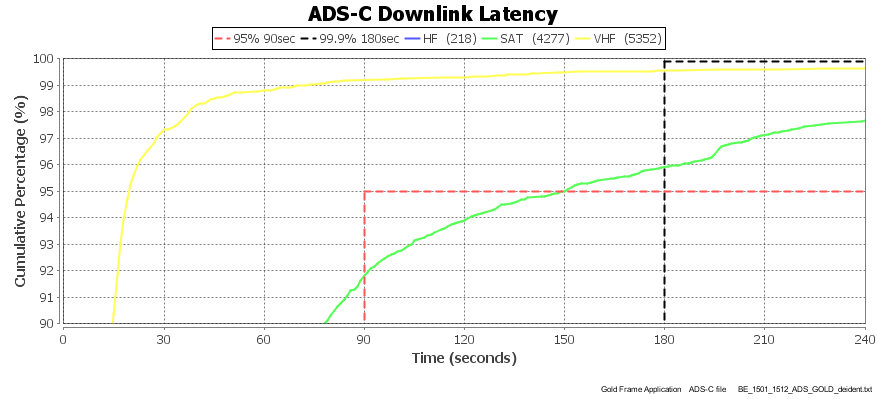 ADS-C Downlink Latency
95% 90sec 99.9% 180sec HF (218) SAT (4277) VHF (5352)
Cumulative Percentage (%)
100
99
98
97
96
95
94
93
92
91
90
0 30 60 90 120 150 180 210 240
Time (seconds)
Gold Frame Application ADS-C file BE_1501_1512_ADS_GOLD_deident.txt